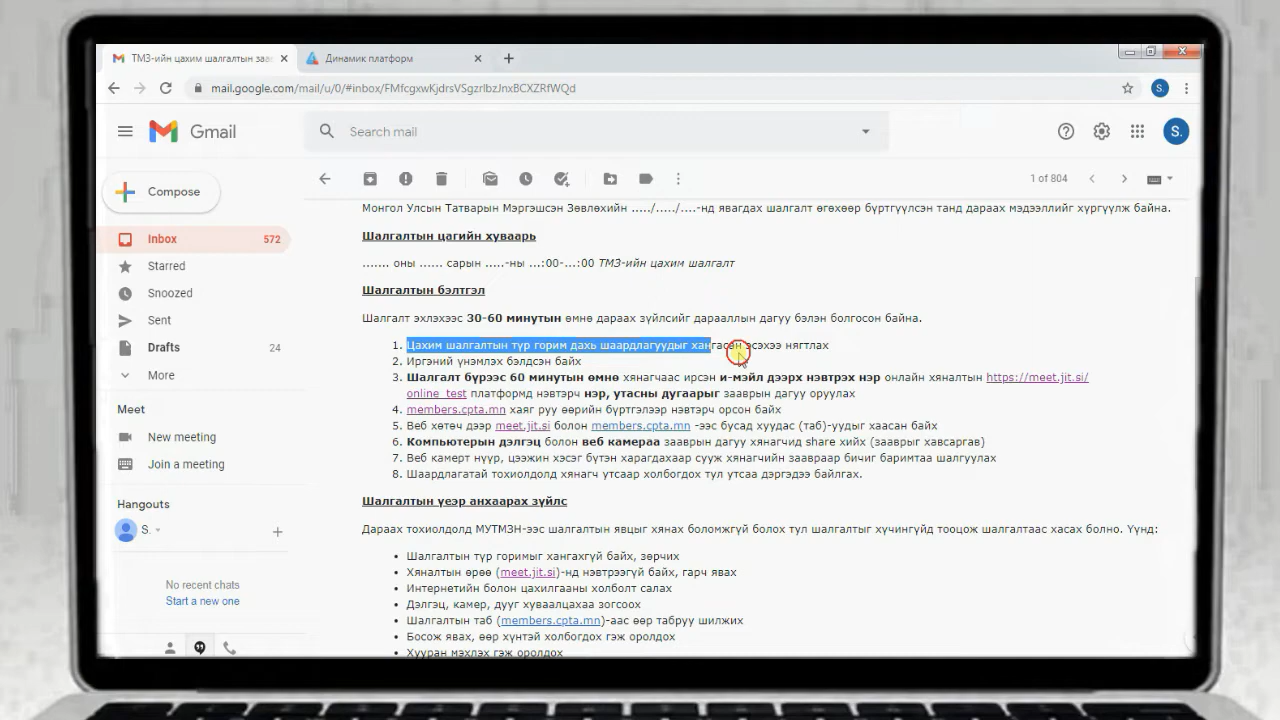 ТМЗ-ийн цахим шалгалтын зааs
Динамик платформ
mail.google.com/mail/u/0/#inbox/FMfcgxwKjdrsVSgzrlbzJnxBCXZRfWQd
S.
Gmail
Search mail
S.
Compose
1 of 804
Inbox 572
Starred
Snoozed
Sent
Drafts 24
More
Meet
New meeting
Join a meeting
Hangouts
S.
No recent chats
Start a new one
Монгол Улсын Татварын Мэргэшсэн Зөвлөхийн ...../...../....-нд явагдах шалгалт өгөхөөр бүртгүүлсэн танд дараах мэдээллийг хүргүүлж байна.
Шалгалтын цагийн хуваарь
....... оны ...... сарын .....-ны ...:00-...:00 ТМЗ-ийн цахим шалгалт
Шалгалтын бэлтгэл
Шалгалт эхлэхээс 30-60 минутын өмнө дараах зүйлсийг дарааллын дагуу бэлэн болгосон байна.
1. Цахим шалгалтын түр горим дахь шаардлагуудыг хангасан эсэхээ нягтлах
2. Иргэний үнэмлэх бэлдсэн байх
3. Шалгалт бүрээс 60 минутын өмнө хянагчаас ирсэн и-мэйл дээрх нэвтрэх нэр онлайн хяналтын https://meet.jit.si/
online_test платформд нэвтэрч нэр, утасны дугаарыг зааврын дагуу оруулах
4. members.cpta.mn хаяг руу өөрийн бүртгэлээр нэвтэрч орсон байх
5. Веб хөтөч дээр meet.jit.si болон members.cpta.mn -ээс бусад хуудас (таб)-уудыг хаасан байх
6. Компьютерын дэлгэц болон веб камераа зааврын дагуу хянагчид share хийх (зааврыг хавсаргав)
7. Веб камерт нүүр, цээжин хэсэг бүтэн харагдахаар сууж хянагчийн заавраар бичиг баримтаа шалгуулах
8. Шаардлагатай тохиолдолд хянагч утсаар холбогдох тул утсаа дэргэдээ байлгах.
Шалгалтын үеэр анхаарах зүйлс
Дараах тохиолдолд МУТМЗН-ээс шалгалтын явцыг хянах боломжгүй болох тул шалгалтыг хүчингүйд тооцож шалгалтаас хасах болно. Үүнд:
• Шалгалтын түр горимыг хангахгүй байх, зөрчих
• Хяналтын өрөө (meet.jit.si)-нд нэвтрээгүй байх, гарч явах
• Интернетийн болон цахилгааны холболт салах
• Дэлгэц, камер, дууг хуваалцахаа зогсоох
• Шалгалтын таб (members.cpta.mn)-аас өөр табруу шилжих
• Босож явах, өөр хүнтэй холбогдох гэж оролдох
• Хууран мэхлэх гэж оролдох